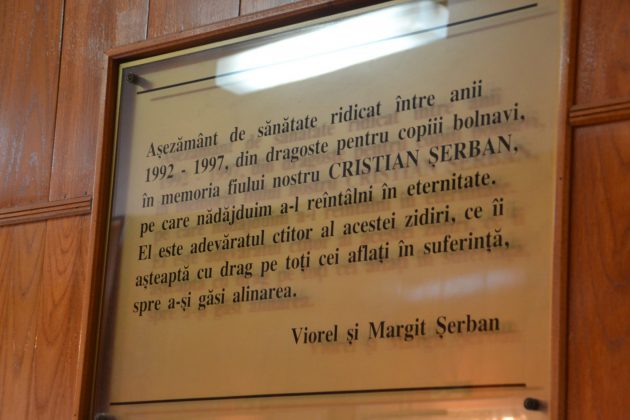 Așezământ de sănătate ridicat între anii
1992 - 1997, din dragoste pentru copiii bolnavi,
în memoria fiului nostru CRISTIAN ȘERBAN,
pe care nădăjduim a-l reîntâlni în eternitate.
El este adevăratul ctitor al acestei zidiri, ce îi
așteaptă cu drag pe toți cei aflați în suferință,
spre a-și găsi alinarea.
Viorel și Margit Șerban